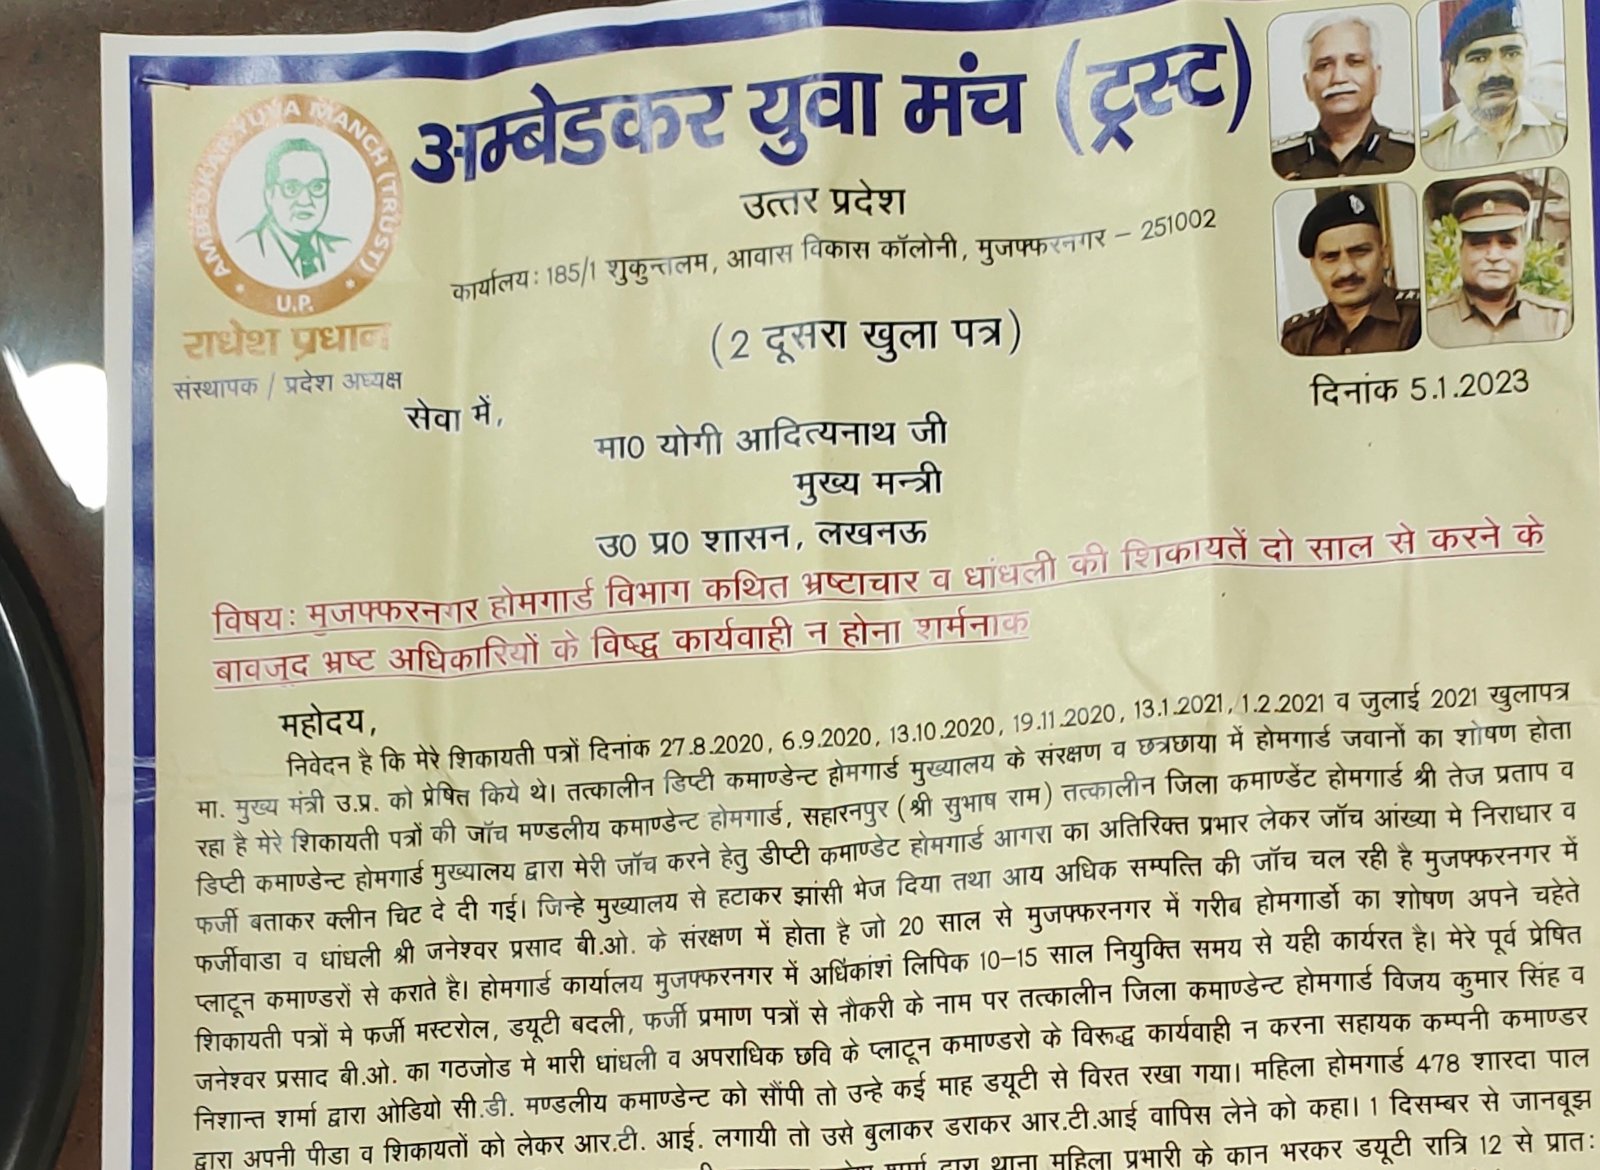 अम्बेडकर युवा मंच (ट्रस्ट)
AMBEDKAR YUVA MANCH (TRUST)
U.P.
राधेश प्रधान
संस्थापक / प्रदेश अध्यक्ष
उत्तर प्रदेश
कार्यालय: 185/1 शुकुन्तलम, आवास विकास कॉलोनी, मुजफ्फरनगर – 251002
(2 दूसरा खुला पत्र)
दिनांक 5.1.2023
सेवा में,
मा0 योगी आदित्यनाथ जी
मुख्य मन्त्री
उ0 प्र0 शासन, लखनऊ
विषय: मुजफ्फरनगर होमगार्ड विभाग कथित भ्रष्टाचार व धांधली की शिकायतें दो साल से करने के
बावजूद भ्रष्ट अधिकारियों के विष्द्ध कार्यवाही न होना शर्मनाक
महोदय,
निवेदन है कि मेरे शिकायती पत्रों दिनांक 27.8.2020, 6.9.2020, 13.10.2020, 19.11.2020, 13.1.2021, 1.2.2021 व जुलाई 2021 खुलापत्र
मा. मुख्य मंत्री उ.प्र. को प्रेषित किये थे। तत्कालीन डिप्टी कमाण्डेन्ट होमगार्ड मुख्यालय के संरक्षण व छत्रछाया में होमगार्ड जवानों का शोषण होता
रहा है मेरे शिकायती पत्रों की जॉच मण्डलीय कमाण्डेन्ट होमगार्ड, सहारनपुर (श्री सुभाष राम) तत्कालीन जिला कमाण्डेंट होमगार्ड श्री तेज प्रताप व
डिप्टी कमाण्डेन्ट होमगार्ड मुख्यालय द्वारा मेरी जॉच करने हेतु डीप्टी कमाण्डेट होमगार्ड आगरा का अतिरिक्त प्रभार लेकर जॉच आंख्या मे निराधार व
फर्जी बताकर क्लीन चिट दे दी गई। जिन्हे मुख्यालय से हटाकर झांसी भेज दिया तथा आय अधिक सम्पत्ति की जॉच चल रही है मुजफ्फरनगर में
फर्जीवाडा व धांधली श्री जनेश्वर प्रसाद बी.ओ. के संरक्षण में होता है जो 20 साल से मुजफ्फरनगर में गरीब होमगार्डो का शोषण अपने चहेते
प्लाटून कमाण्डरों से कराते है। होमगार्ड कार्यालय मुजफ्फरनगर में अधिंकांशं लिपिक 10–15 साल नियुक्ति समय से यही कार्यरत है। मेरे पूर्व प्रेषित
शिकायती पत्रों मे फर्जी मस्टरोल, डयूटी बदली, फर्जी प्रमाण पत्रों से नौकरी के नाम पर तत्कालीन जिला कमाण्डेन्ट होमगार्ड विजय कुमार सिंह व
जनेश्वर प्रसाद बी.ओ. का गठजोड मे भारी धांधली व अपराधिक छवि के प्लाटून कमाण्डरो के विरूद्ध कार्यवाही न करना सहायक कम्पनी कमाण्डर
निशान्त शर्मा द्वारा ओडियो सी.डी. मण्डलीय कमाण्डेन्ट को सौंपी तो उन्हे कई माह डयूटी से विरत रखा गया। महिला होमगार्ड 478 शारदा पाल
द्वारा अपनी पीडा व शिकायतों को लेकर आर.टी. आई. लगायी तो उसे बुलाकर डराकर आर.टी.आई वापिस लेने को कहा। 1 दिसम्बर से जानबूझ
द्वारा थाना महिला प्रभारी के कान भरकर डयूटी रात्रि 12 से प्रात: